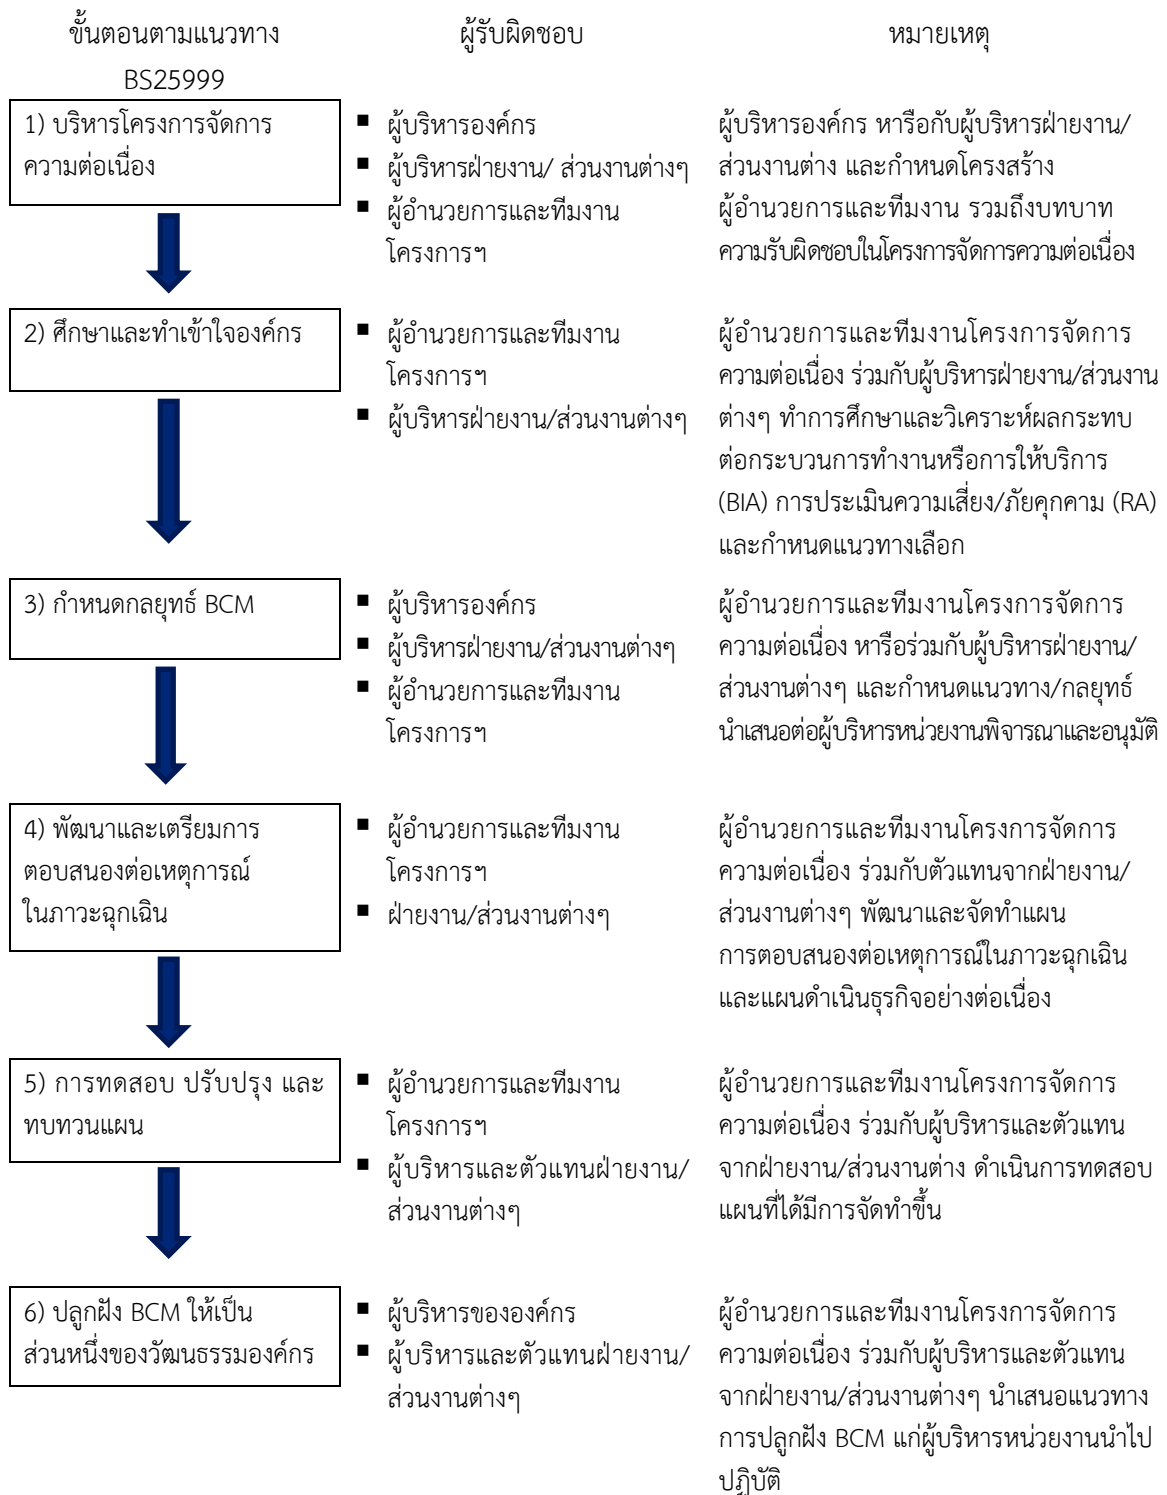 ขั้นตอนตามแนวทาง
BS25999
ผู้รับผิดชอบ
หมายเหตุ
1) บริหารโครงการจัดการ
ความต่อเนื่อง
▪ ผู้บริหารองค์กร
▪ ผู้บริหารฝ่ายงาน/ ส่วนงานต่างๆ
▪ ผู้อำนวยการและทีมงาน
โครงการฯ
ผู้บริหารองค์กร หารือกับผู้บริหารฝ่ายงาน/
ส่วนงานต่าง และกำหนดโครงสร้าง
ผู้อำนวยการและทีมงาน รวมถึงบทบาท
ความรับผิดชอบในโครงการจัดการความต่อเนื่อง
2) ศึกษาและทำเข้าใจองค์กร
▪ ผู้อำนวยการและทีมงาน
โครงการฯ
▪ ผู้บริหารฝ่ายงาน/ส่วนงานต่างๆ
ผู้อำนวยการและทีมงานโครงการจัดการ
ความต่อเนื่อง ร่วมกับผู้บริหารฝ่ายงาน/ส่วนงาน
ต่างๆ ทำการศึกษาและวิเคราะห์ผลกระทบ
ต่อกระบวนการทำงานหรือการให้บริการ
(BIA) การประเมินความเสี่ยง/ภัยคุกคาม (RA)
และกำหนดแนวทางเลือก
3) กำหนดกลยุทธ์ BCM
▪ ผู้บริหารองค์กร
▪ ผู้บริหารฝ่ายงาน/ส่วนงานต่างๆ
▪ ผู้อำนวยการและทีมงาน
โครงการฯ
ผู้อำนวยการและทีมงานโครงการจัดการ
ความต่อเนื่อง หารือร่วมกับผู้บริหารฝ่ายงาน/
ส่วนงานต่างๆ และกำหนดแนวทาง/กลยุทธ์
นำเสนอต่อผู้บริหารหน่วยงานพิจารณาและอนุมัติ
4) พัฒนาและเตรียมการ
ตอบสนองต่อเหตุการณ์
ในภาวะฉุกเฉิน
▪ ผู้อำนวยการและทีมงาน
โครงการฯ
▪ ฝ่ายงาน/ส่วนงานต่างๆ
ผู้อำนวยการและทีมงานโครงการจัดการ
ความต่อเนื่อง ร่วมกับตัวแทนจากฝ่ายงาน/
ส่วนงานต่างๆ พัฒนาและจัดทำแผน
การตอบสนองต่อเหตุการณ์ในภาวะฉุกเฉิน
และแผนดำเนินธุรกิจอย่างต่อเนื่อง
5) การทดสอบ ปรับปรุง และ
ทบทวนแผน
▪ ผู้อำนวยการและทีมงาน
โครงการฯ
▪ ผู้บริหารและตัวแทนฝ่ายงาน/
ส่วนงานต่างๆ
ผู้อำนวยการและทีมงานโครงการจัดการ
ความต่อเนื่อง ร่วมกับผู้บริหารและตัวแทน
จากฝ่ายงาน/ส่วนงานต่าง ดำเนินการทดสอบ
แผนที่ได้มีการจัดทำขึ้น
6) ปลูกฝัง BCM ให้เป็น
ส่วนหนึ่งของวัฒนธรรมองค์กร
▪ ผู้บริหารขององค์กร
▪ ผู้บริหารและตัวแทนฝ่ายงาน/
ส่วนงานต่างๆ
ผู้อำนวยการและทีมงานโครงการจัดการ
ความต่อเนื่อง ร่วมกับผู้บริหารและตัวแทน
จากฝ่ายงาน/ส่วนงานต่างๆ นำเสนอแนวทาง
การปลูกฝัง BCM แก่ผู้บริหารหน่วยงานนำไป
ปฏิบัติ